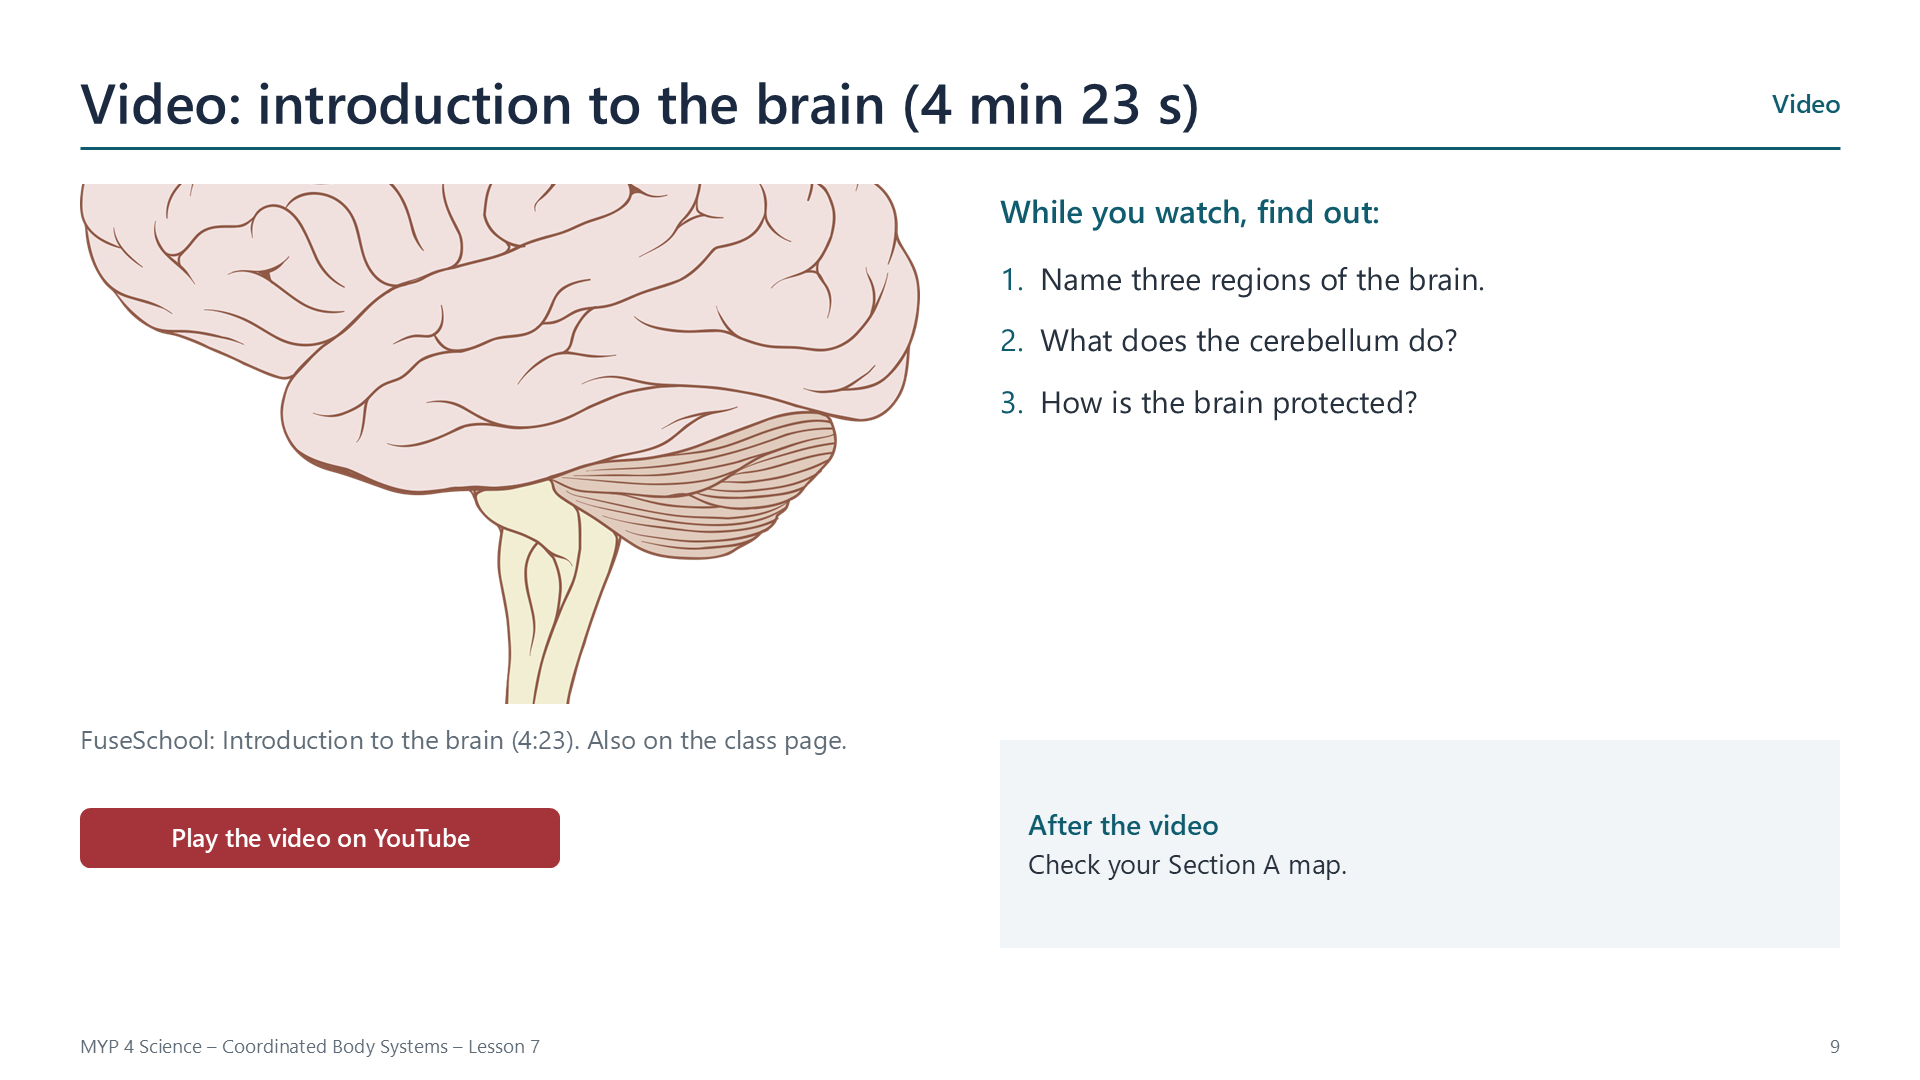 Video: introduction to the brain (4 min 23 s)
Video
While you watch, find out:
1. Name three regions of the brain.
2. What does the cerebellum do?
3. How is the brain protected?
FuseSchool: Introduction to the brain (4:23). Also on the class page.
Play the video on YouTube
After the video
Check your Section A map.
MYP 4 Science – Coordinated Body Systems – Lesson 7
9